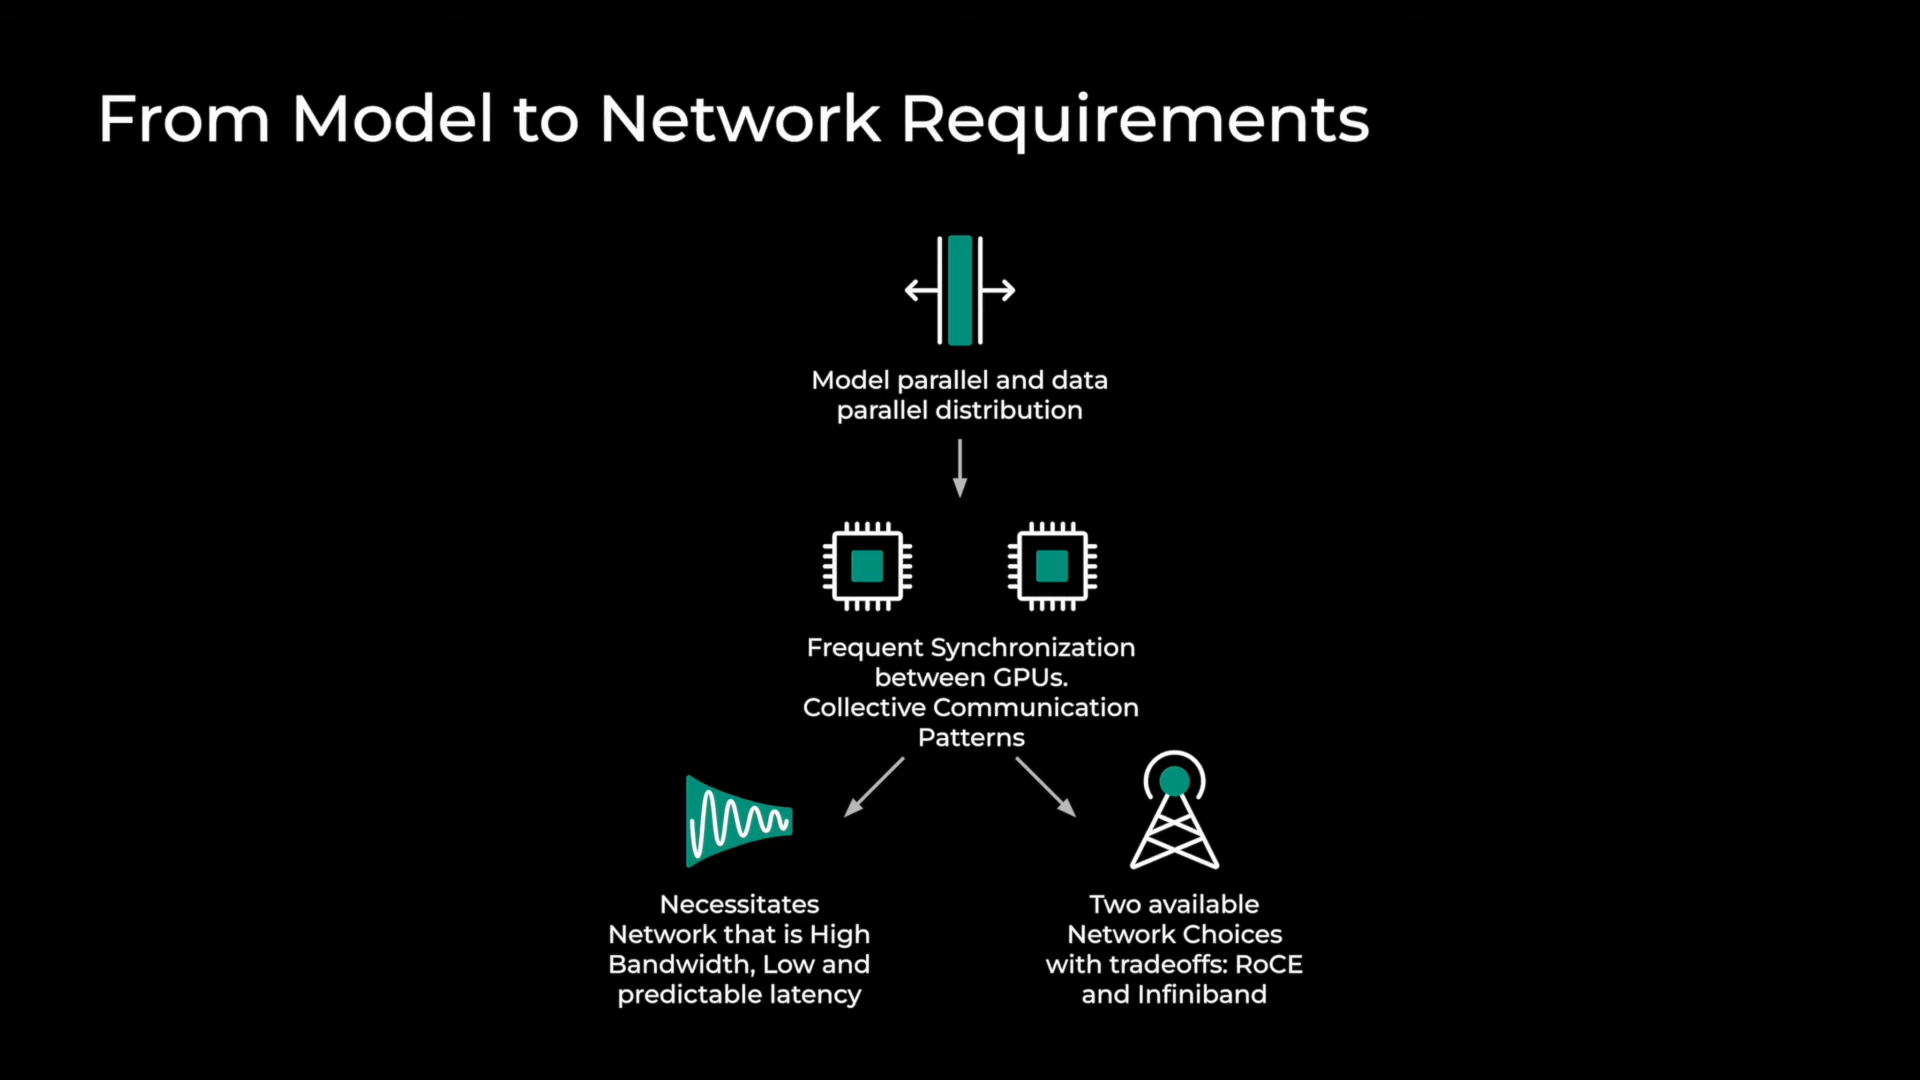 From Model to Network Requirements
Model parallel and data
parallel distribution
Frequent Synchronization
between GPUs.
Collective Communication
Patterns
Necessitates
Network that is High
Bandwidth, Low and
predictable latency
Two available
Network Choices
with tradeoffs: RoCE
and Infiniband